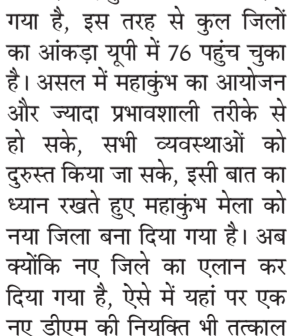 गया है, इस तरह से कुल जिलों
का आंकड़ा यूपी में 76 पहुंच चुका
है। असल में महाकुंभ का आयोजन
और ज्यादा प्रभावशाली तरीके से
हो सके, सभी व्यवस्थाओं को
दुरुस्त किया जा सके, इसी बात का
ध्यान रखते हुए महाकुंभ मेला को
नया जिला बना दिया गया है। अब
क्योंकि नए जिले का एलान कर
दिया गया है, ऐसे में यहां पर एक
नए डीएम की नियुक्ति भी तत्काल